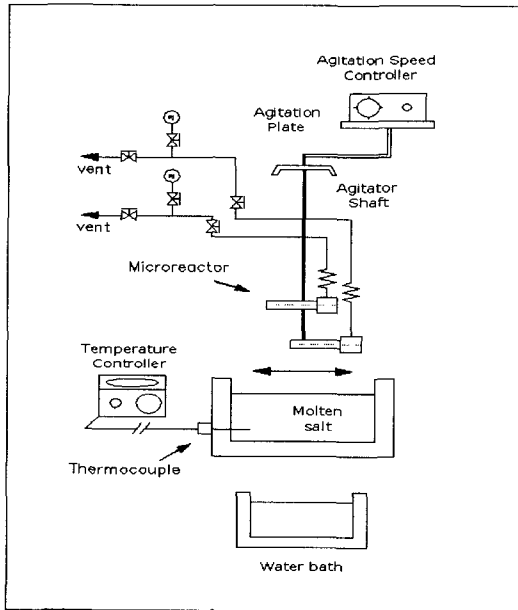 Agitation Speed
Controller
Agitation
Plate
vent
Agitator
Shaft
vent
Microreactor
Temperature
Controller
Molten
salt
Thermocouple
Water bath